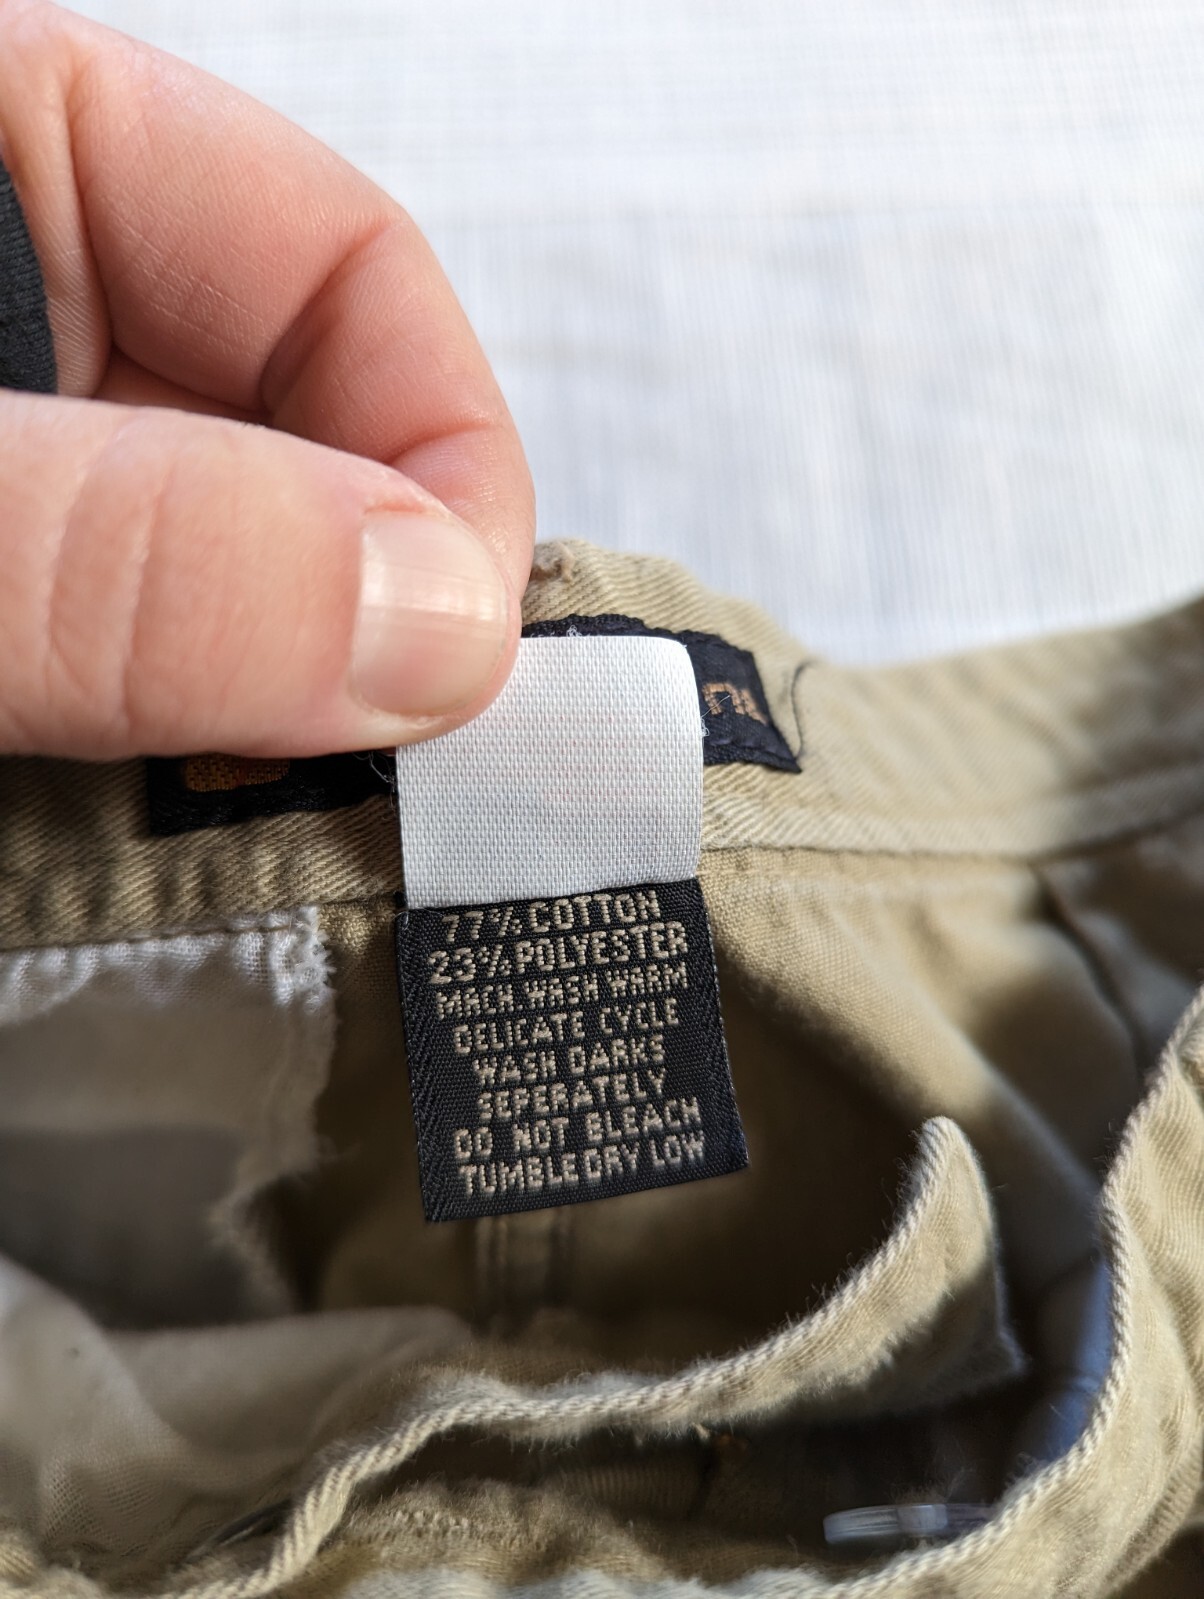 77% COTTON
23% POLYESTER
MACH. WASH WARM
DELICATE CYCLE
WASH DARKS
SEPERATELY
DO NOT BLEACH
TUMBLE DRY LOW